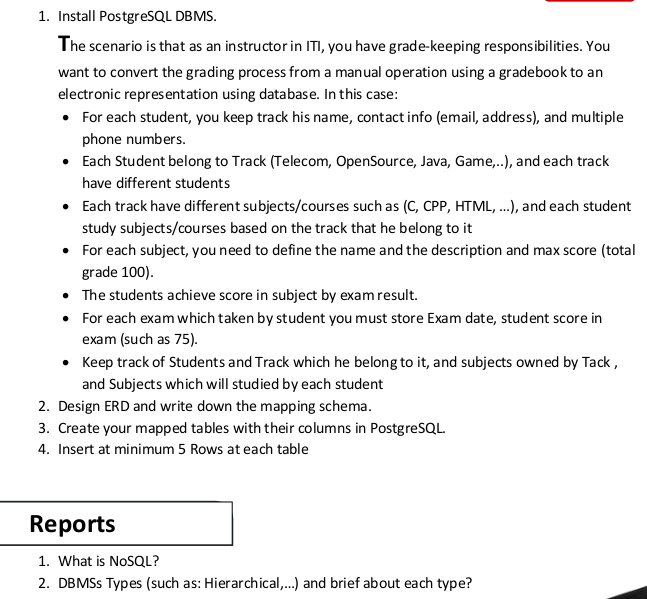 1. Install PostgreSQL DBMS.
The scenario is that as an instructor in ITI, you have grade-keeping responsibilities. You
want to convert the grading process from a manual operation using a gradebook to an
electronic representation using database. In this case:
• For each student, you keep track his name, contact info (email, address), and multiple
phone numbers.
• Each Student belong to Track (Telecom, OpenSource, Java, Game,..), and each track
have different students
• Each track have different subjects/courses such as (C, CPP, HTML, ...), and each student
study subjects/courses based on the track that he belong to it
• For each subject, you need to define the name and the description and max score (total
grade 100).
• The students achieve score in subject by exam result.
• For each exam which taken by student you must store Exam date, student score in
exam (such as 75).
• Keep track of Students and Track which he belong to it, and subjects owned by Tack ,
and Subjects which will studied by each student
2. Design ERD and write down the mapping schema.
3. Create your mapped tables with their columns in PostgreSQL.
4. Insert at minimum 5 Rows at each table
Reports
1. What is NoSQL?
2. DBMSs Types (such as: Hierarchical,...) and brief about each type?